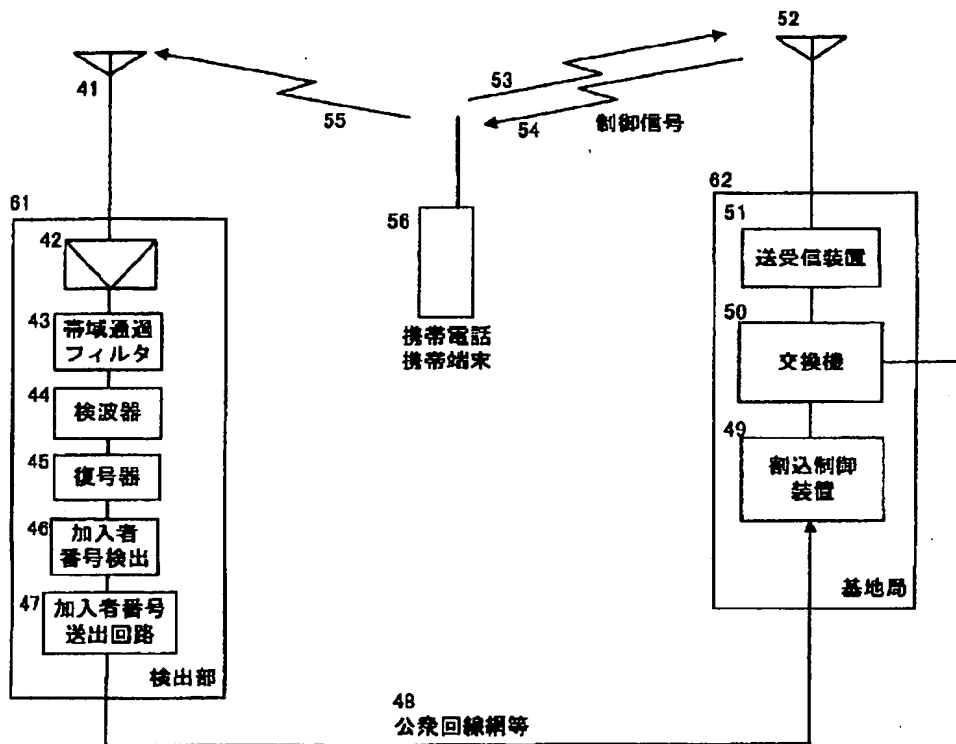 52
41
53
55
54
制御信号
61
62
42
56
51
送受信装置
43
帯域通過
フィルタ
携帯電話
携帯端末
50
交換機
44
検波器
45
復号器
49
割込制御
装置
46
加入者
番号検出
47
加入者番号
送出回路
基地局
検出部
48
公衆回線網等